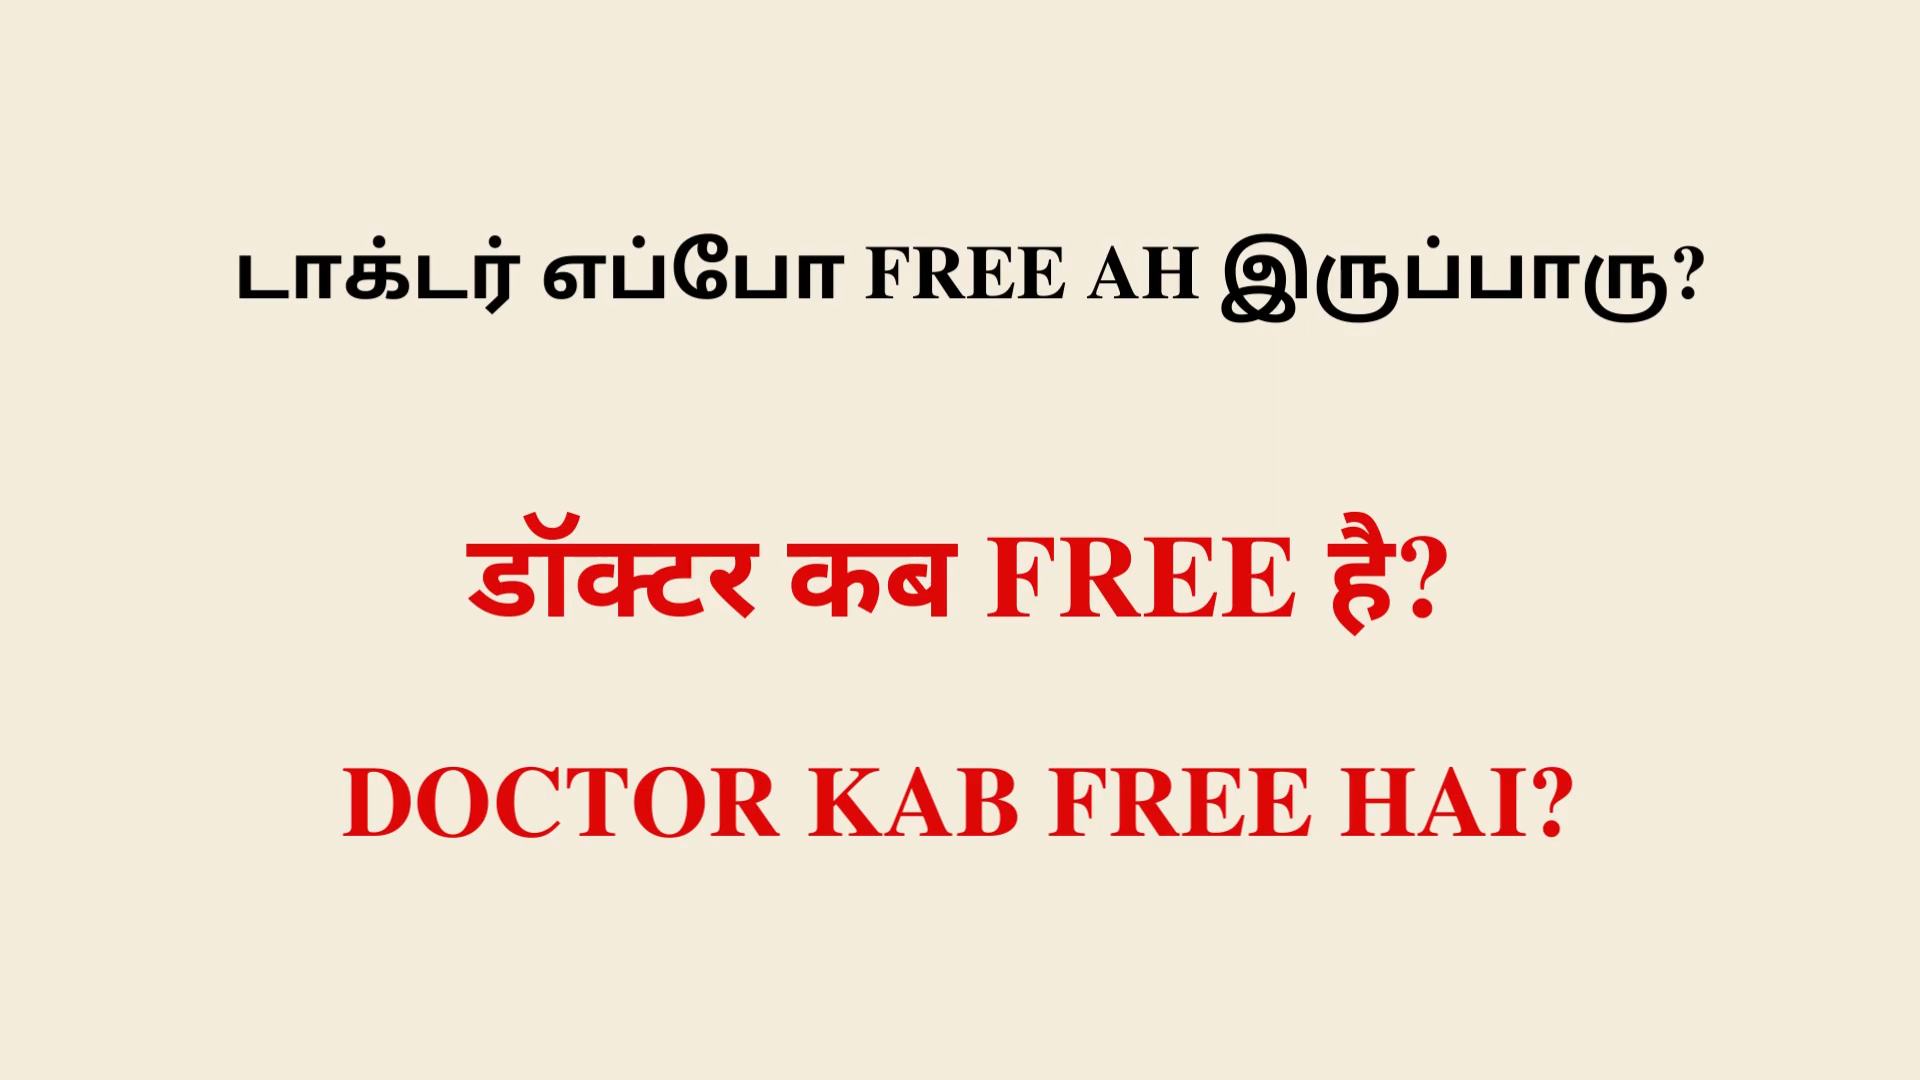 டாக்டர் எப்போ FREE AH இருப்பாரு?
डॉक्टर कब FREE है?
DOCTOR KAB FREE HAI?